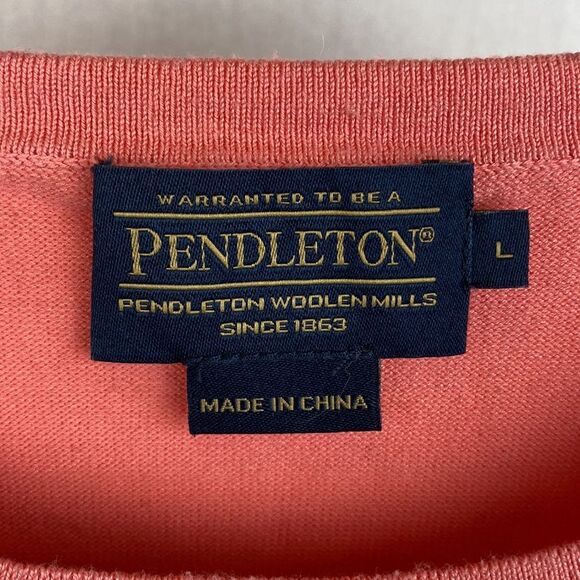 WARRANTED TO BE A
PENDLETON®
PENDLETON WOOLEN MILLS
SINCE 1863
L
MADE IN CHINA